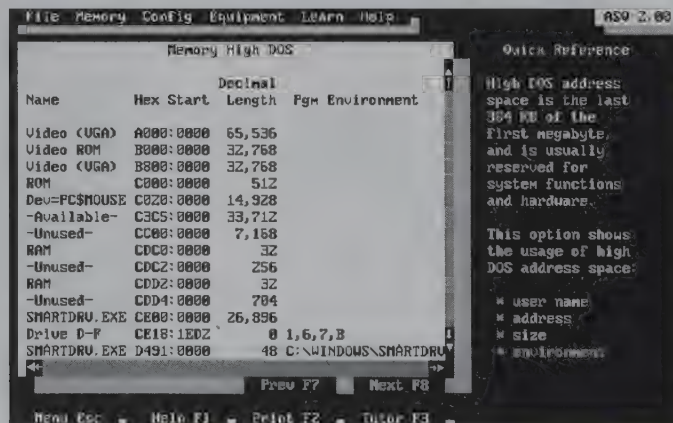 File Memory Config Equipment Learn Help
ASQ 2.00
Memory High DOS
Decimal
Name Hex Start Length Pgm Environment
Video (VGA) A000:0000 65,536
Video ROM B000:0000 32,768
Video (VGA) B800:0000 32,768
ROM C000:0000 512
Dev=PC$MOUSE C020:0000 14,928
-Available- C3C5:0000 33,712
-Unused- CC00:0000 7,168
RAM CDC0:0000 32
-Unused- CDC2:0000 256
RAM CDD2:0000 32
-Unused- CDD4:0000 704
SMARTDRV.EXE CE00:0000 26,896
Drive D-F CE18:1ED2 0 1,6,7,B
SMARTDRV.EXE D491:0000 48 C:\WINDOWS\SMARTDRV
Prev F7 Next F8
Quick Reference
High DOS address
space is the last
384 KB of the
first megabyte,
and is usually
reserved for
system functions
and hardware.
This option shows
the usage of high
DOS address space:
* user name
* address
* size
* environment
Menu Esc Help F1 Print F2 Tutor F3